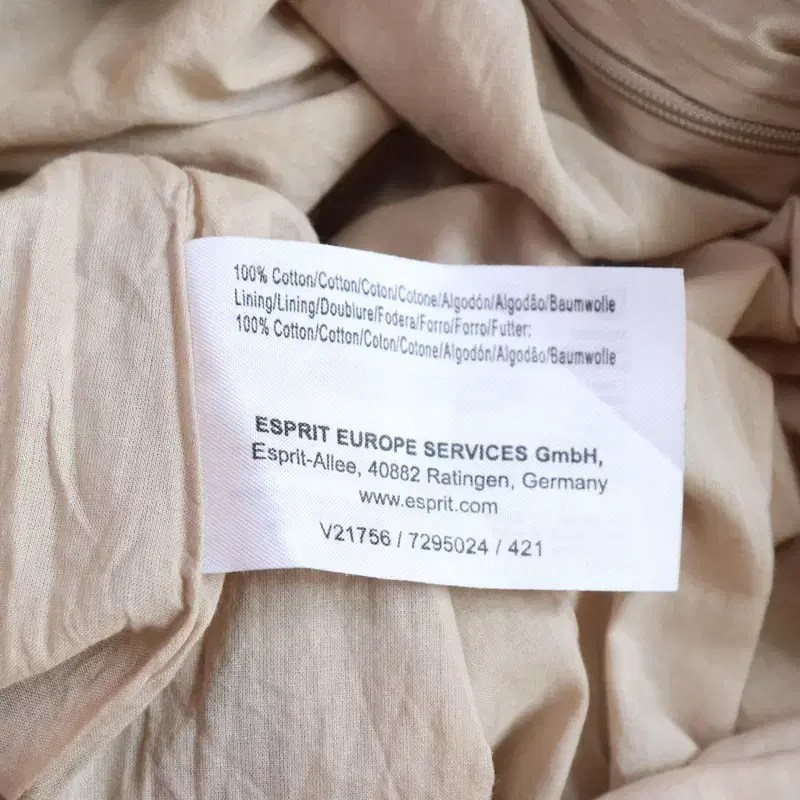 100% Cotton/Cotton/Coton/Cotone/Algodón/Algodão/Baumwolle
Lining/Lining/Doublure/Fodera/Forro/Forro/Futter:
100% Cotton/Cotton/Coton/Cotone/Algodón/Algodão/Baumwolle
ESPRIT EUROPE SERVICES GmbH,
Esprit-Allee, 40882 Ratingen, Germany
www.esprit.com
V21756 / 7295024 / 421